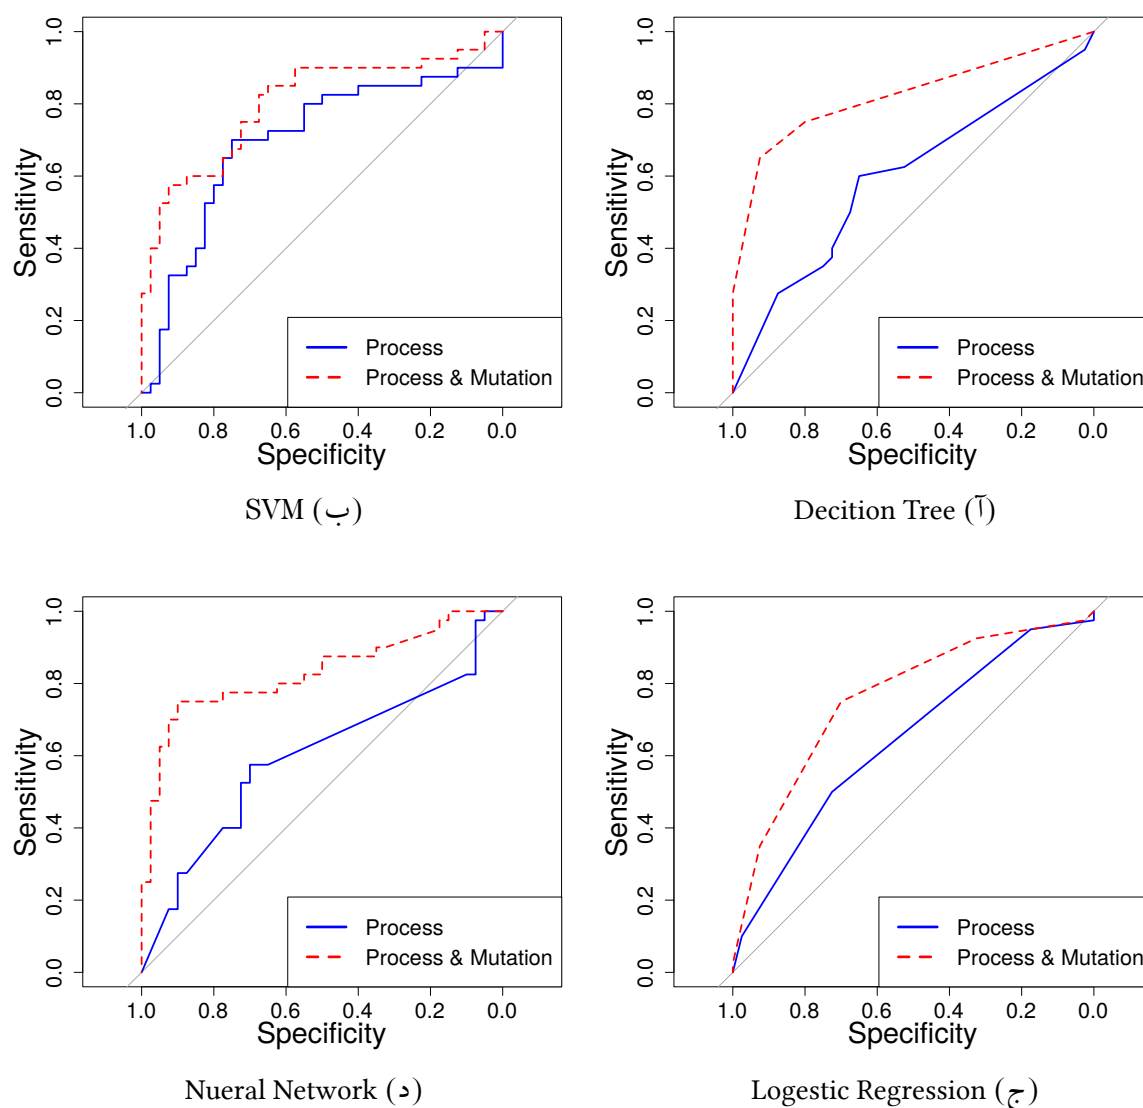 Sensitivity
0.0 0.2 0.4 0.6 0.8 1.0
Process
Process & Mutation
1.0 0.8 0.6 0.4 0.2 0.0
Specificity
SVM (ب)
Sensitivity
0.0 0.2 0.4 0.6 0.8 1.0
Process
Process & Mutation
1.0 0.8 0.6 0.4 0.2 0.0
Specificity
Decition Tree (آ)
Sensitivity
0.0 0.2 0.4 0.6 0.8 1.0
Process
Process & Mutation
1.0 0.8 0.6 0.4 0.2 0.0
Specificity
Nueral Network (د)
Sensitivity
0.0 0.2 0.4 0.6 0.8 1.0
Process
Process & Mutation
1.0 0.8 0.6 0.4 0.2 0.0
Specificity
Logestic Regression (ج)